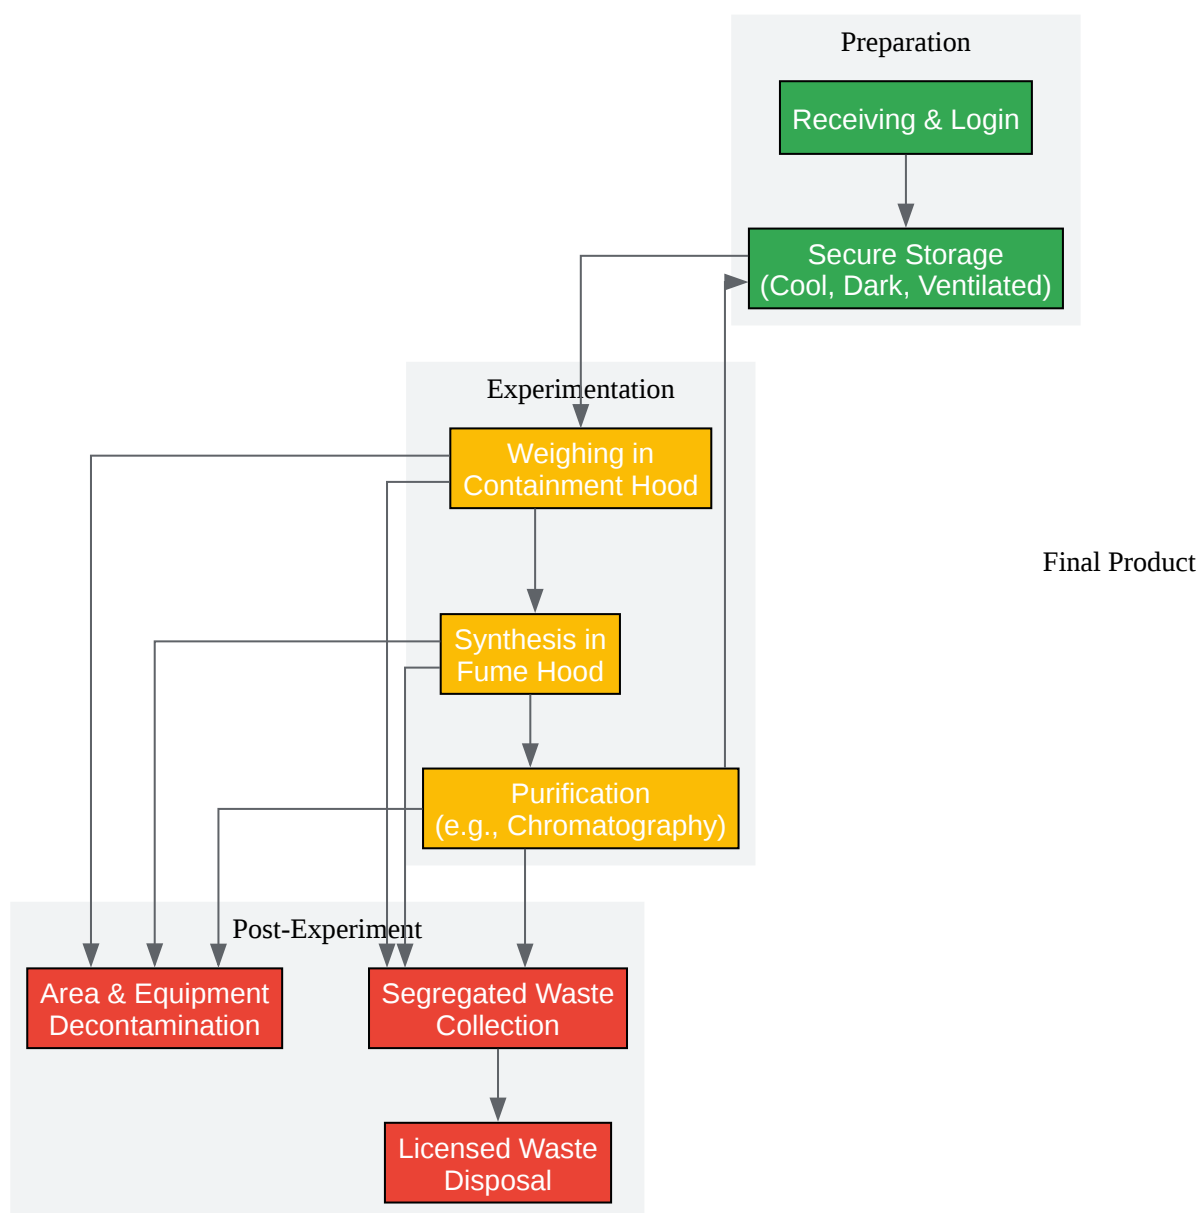 Preparation
Receiving & Login
Secure Storage
(Cool, Dark, Ventilated)
Experimentation
Weighing in
Containment Hood
Final Product
Synthesis in
Fume Hood
Purification
(e.g., Chromatography)
Post-Experiment
Area & Equipment
Decontamination
Segregated Waste
Collection
Licensed Waste
Disposal